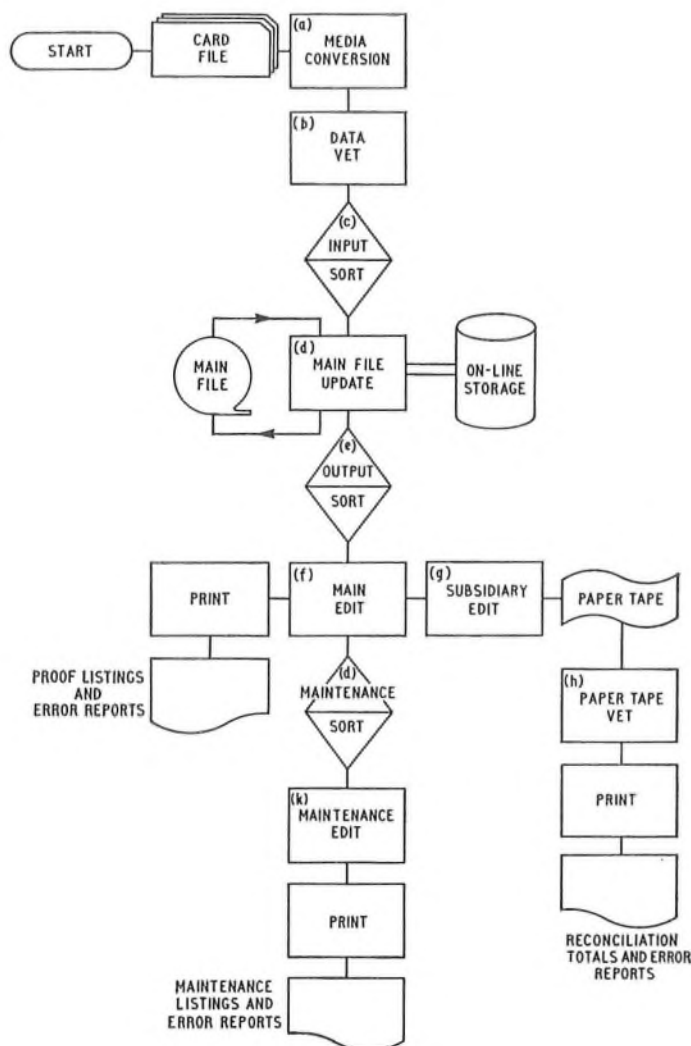 START
CARD
FILE
(a)
MEDIA
CONVERSION
(b)
DATA
VET
(c)
INPUT
SORT
MAIN
FILE
(d)
MAIN FILE
UPDATE
ON-LINE
STORAGE
(e)
OUTPUT
SORT
PRINT
(f)
MAIN
EDIT
(g)
SUBSIDIARY
EDIT
PAPER TAPE
PROOF LISTINGS
AND
ERROR REPORTS
(d)
MAINTENANCE
SORT
(h)
PAPER TAPE
VET
(k)
MAINTENANCE
EDIT
PRINT
PRINT
MAINTENANCE
LISTINGS AND
ERROR REPORTS
RECONCILIATION
TOTALS AND ERROR
REPORTS